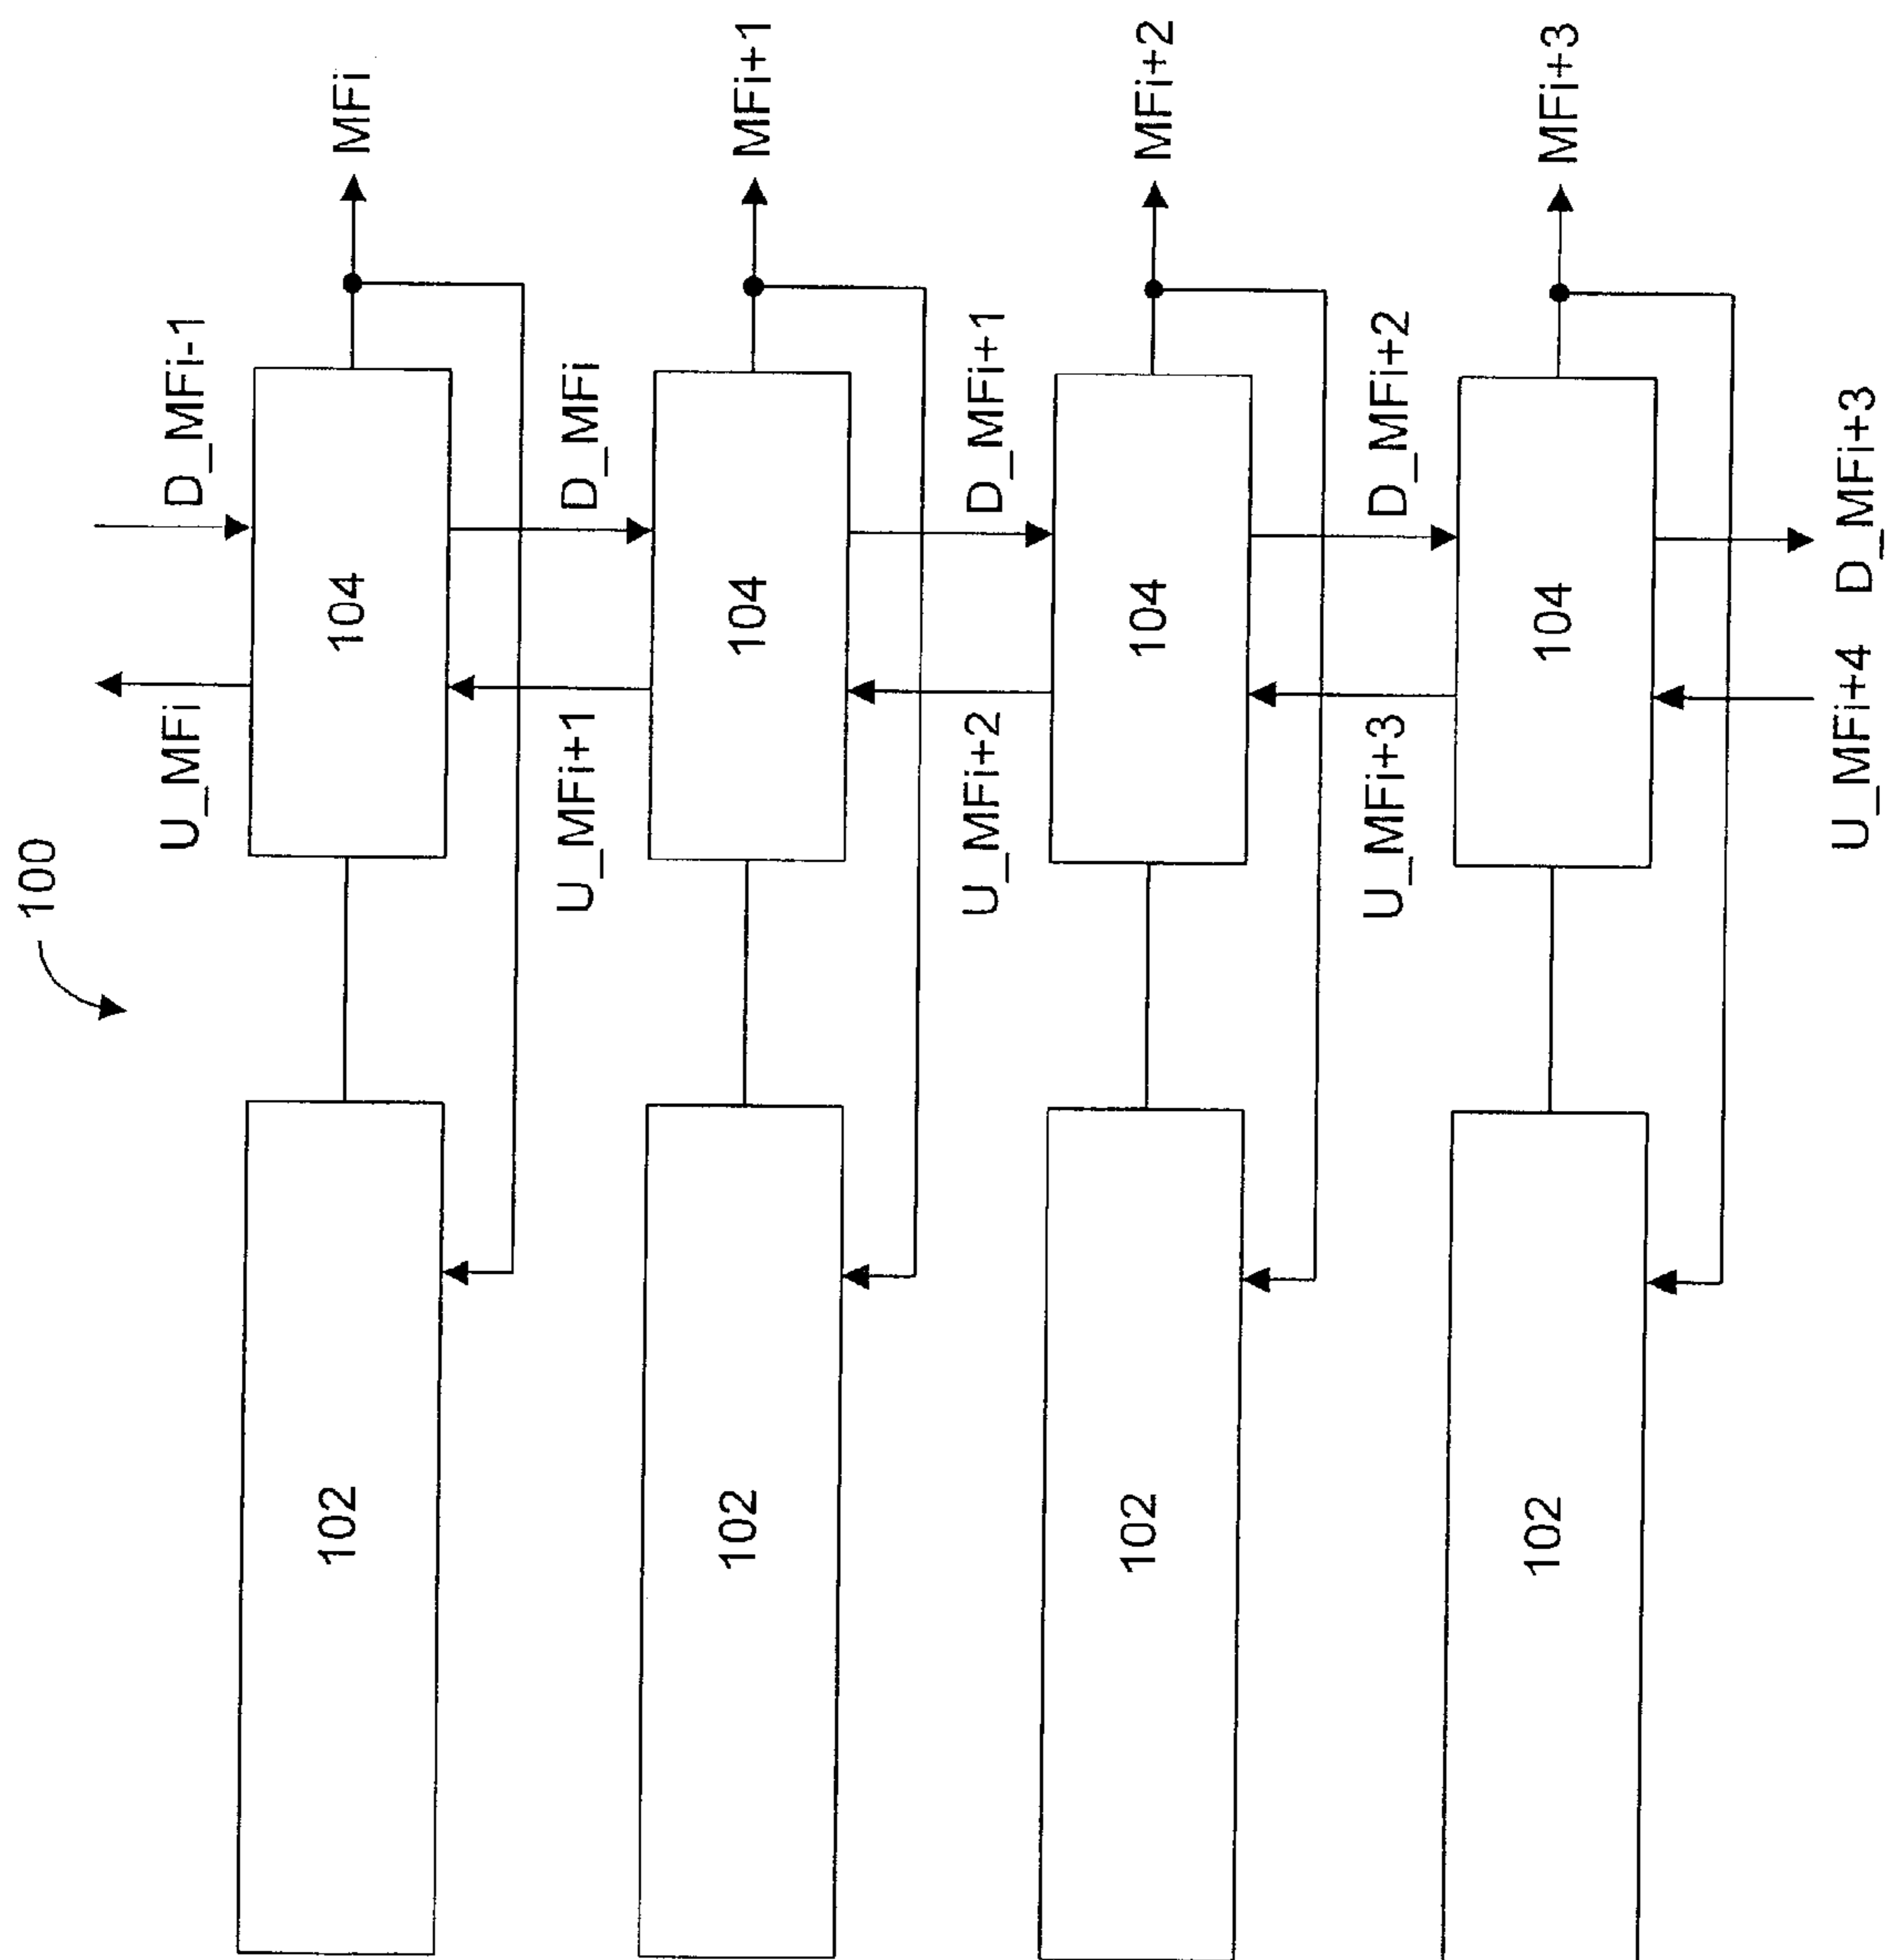 100
102
104
U_MFi
D_MFi-1
MFi
U_MFi+1
D_MFi
102
104
MFi+1
U_MFi+2
D_MFi+1
102
104
MFi+2
U_MFi+3
D_MFi+2
102
104
MFi+3
U_MFi+4
D_MFi+3